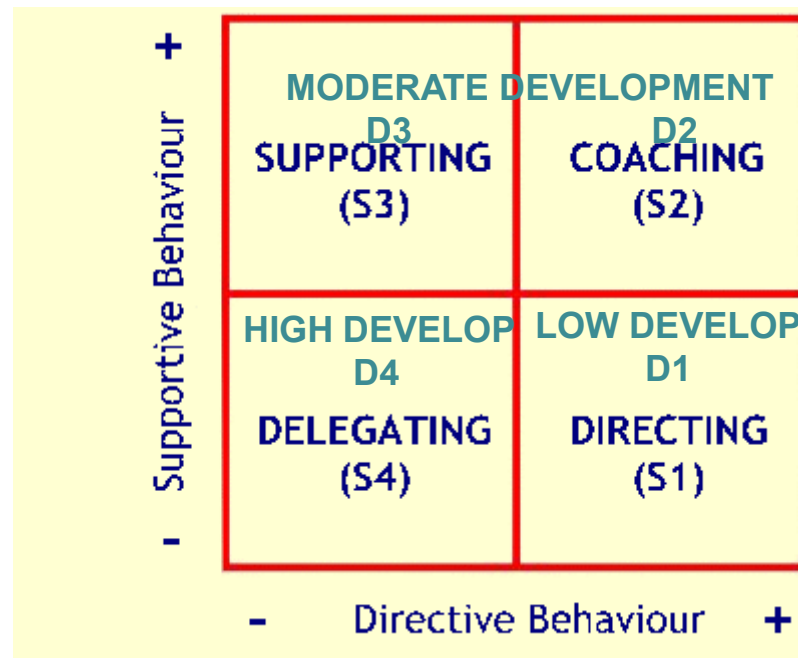 +
MODERATE DEVELOPMENT
D3 D2
SUPPORTING COACHING
(S3) (S2)
Supportive Behaviour
HIGH DEVELOP LOW DEVELOP
D4 D1
DELEGATING DIRECTING
(S4) (S1)
-
- Directive Behaviour +